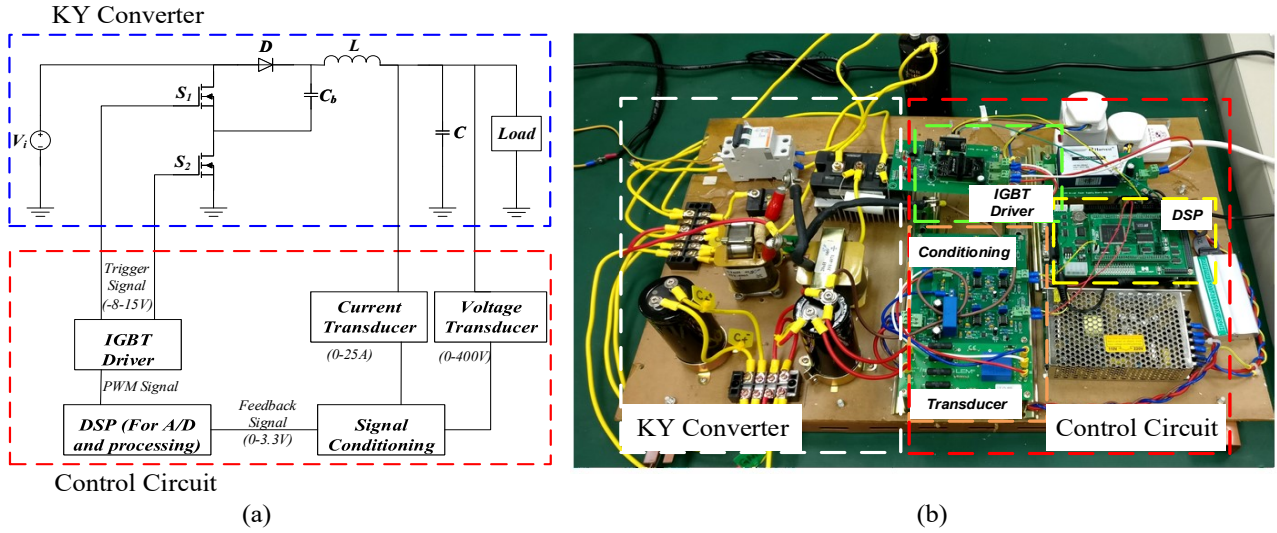 KY Converter
D
L
S1
Cb
Vi
C
Load
S2
Trigger
Signal
(-8-15V)
Current
Transducer
Voltage
Transducer
IGBT
Driver
(0-25A)
(0-400V)
PWM Signal
DSP (For A/D
and processing)
Feedback
Signal
(0-3.3V)
Signal
Conditioning
Control Circuit
(a)
IGBT
Driver
DSP
Conditioning
C+
LEM
Transducer
KY Converter
Control Circuit
(b)